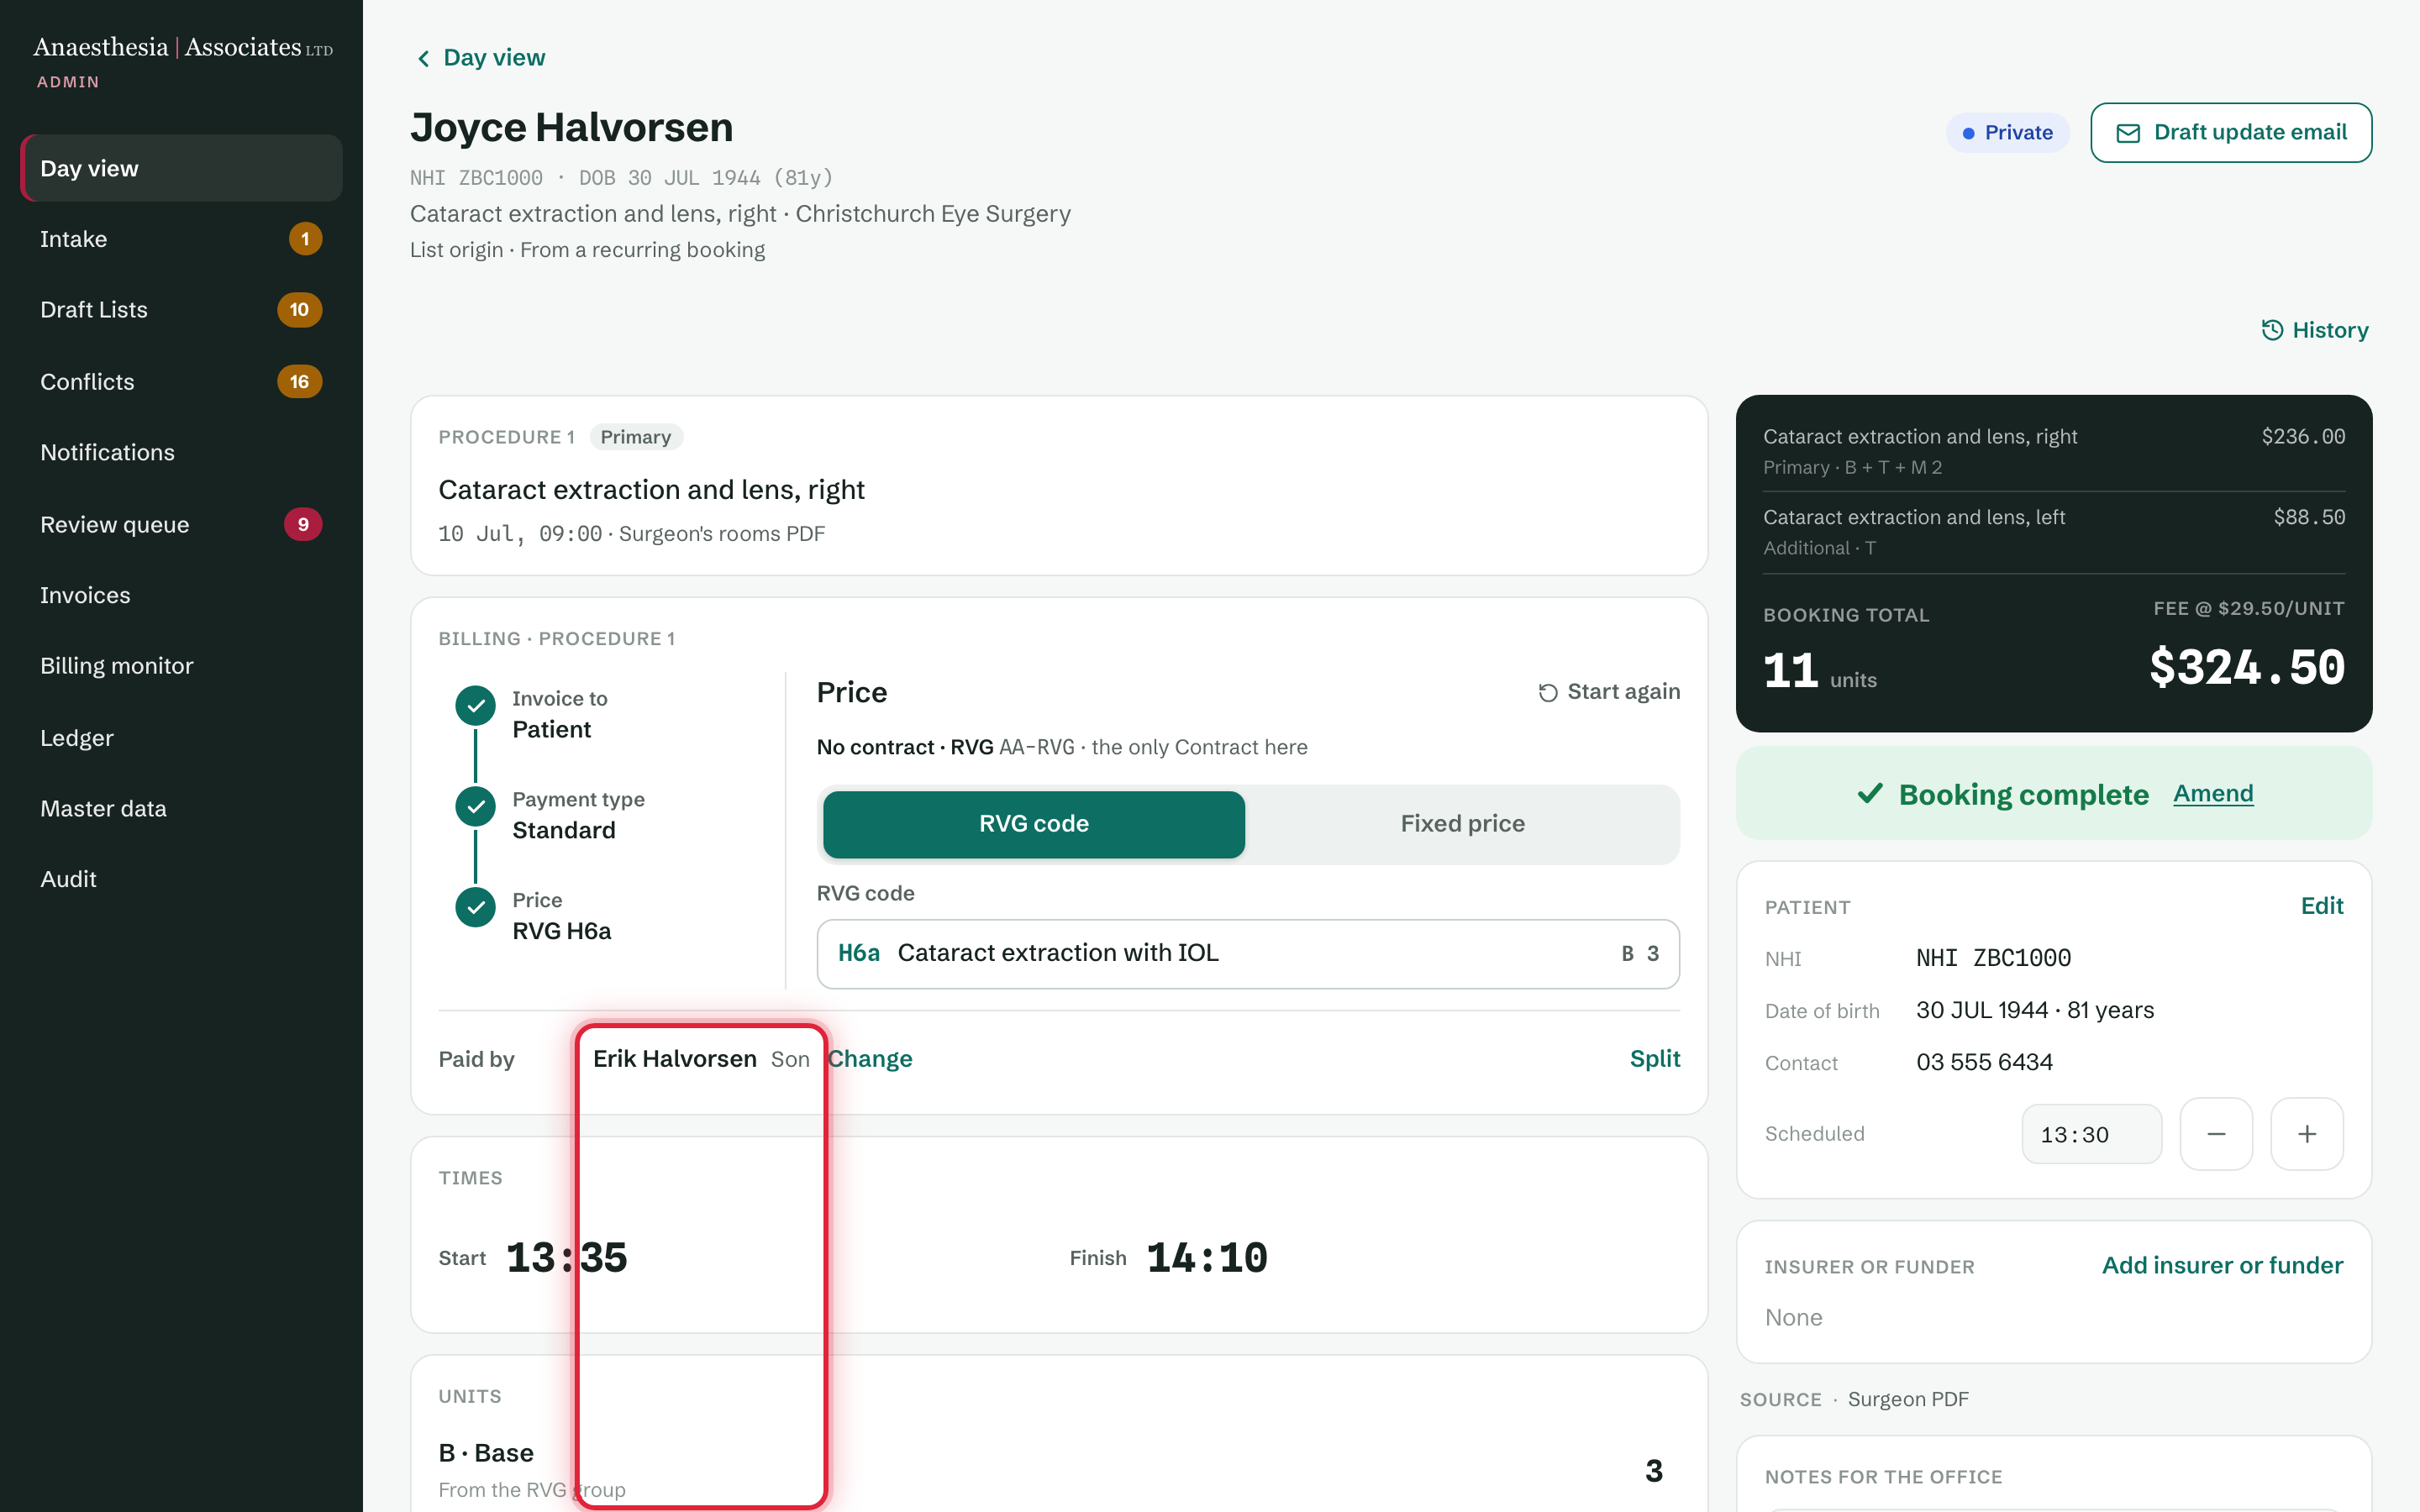 Anaesthesia | Associates LTD
ADMIN
Day view
Intake 1
Draft Lists 10
Conflicts 16
Notifications
Review queue 9
Invoices
Billing monitor
Ledger
Master data
Audit
Day view
Joyce Halvorsen
NHI ZBC1000 · DOB 30 JUL 1944 (81y)
Cataract extraction and lens, right · Christchurch Eye Surgery
List origin · From a recurring booking
Private
Draft update email
History
PROCEDURE 1 Primary
Cataract extraction and lens, right
10 Jul, 09:00 · Surgeon's rooms PDF
BILLING · PROCEDURE 1
Invoice to
Patient
Payment type
Standard
Price
RVG H6a
Price
Start again
No contract · RVG AA-RVG · the only Contract here
RVG code
Fixed price
RVG code
H6a Cataract extraction with IOL B 3
Paid by Erik Halvorsen Son Change Split
TIMES
Start 13:35 Finish 14:10
UNITS
B · Base
From the RVG group
3
Cataract extraction and lens, right $236.00
Primary · B + T + M 2
Cataract extraction and lens, left $88.50
Additional · T
BOOKING TOTAL FEE @ $29.50/UNIT
11 units $324.50
Booking complete Amend
PATIENT Edit
NHI NHI ZBC1000
Date of birth 30 JUL 1944 · 81 years
Contact 03 555 6434
Scheduled 13:30 − +
INSURER OR FUNDER Add insurer or funder
None
SOURCE · Surgeon PDF
NOTES FOR THE OFFICE